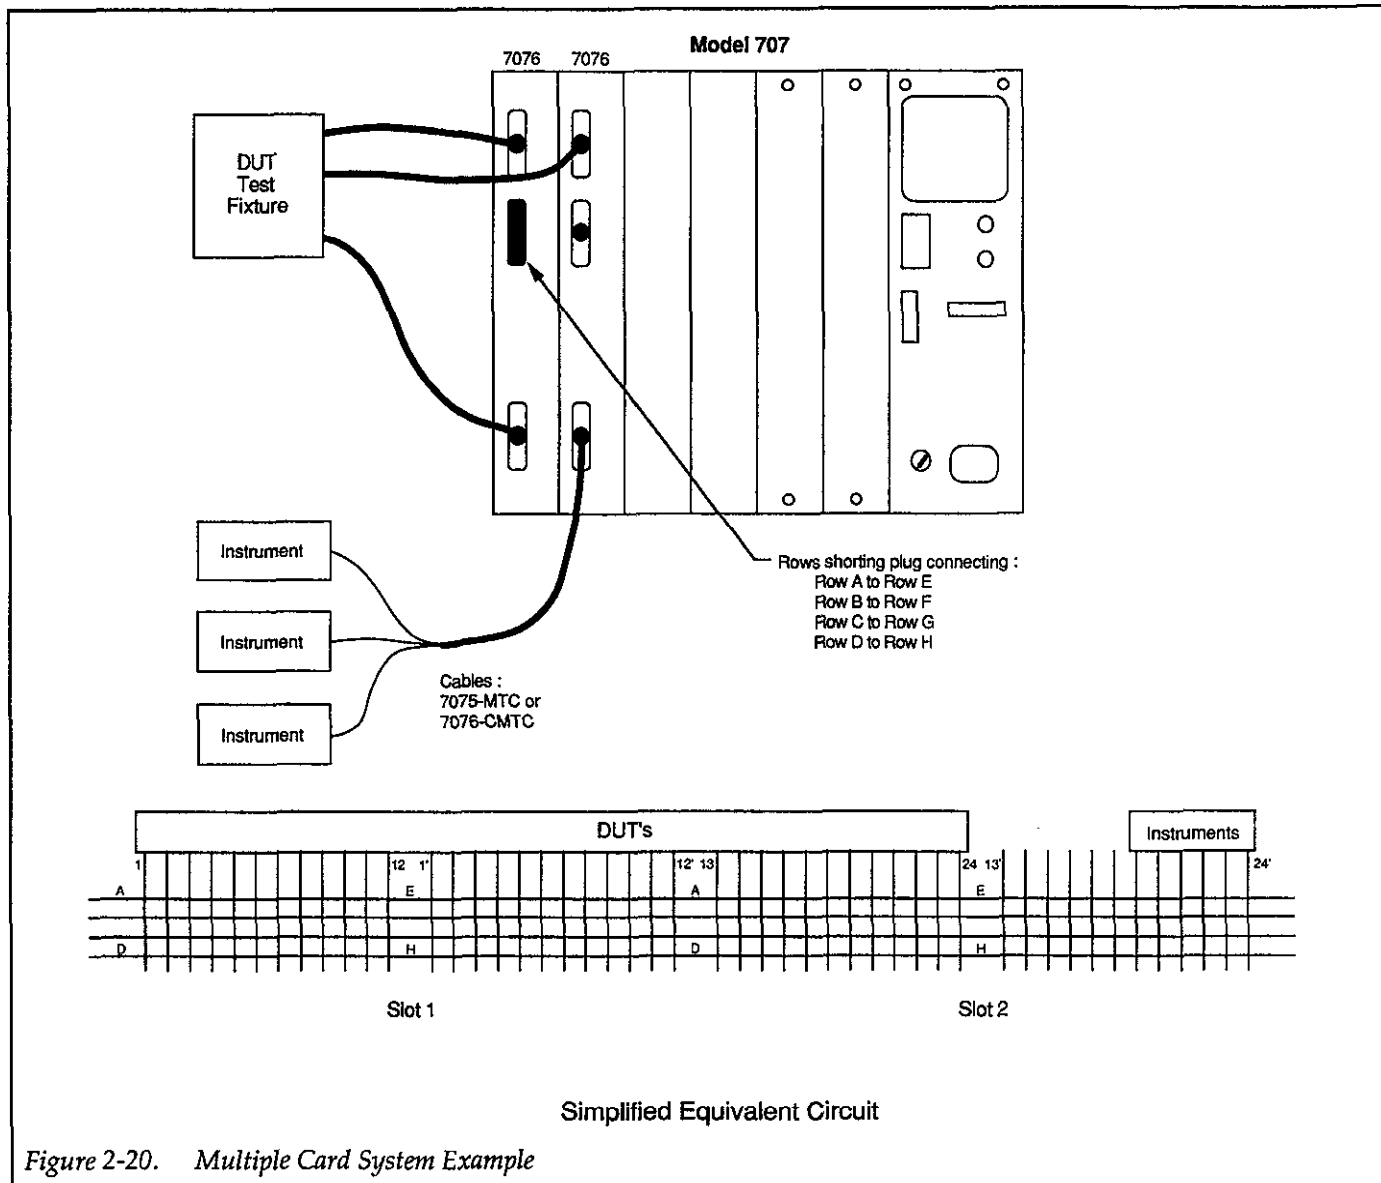 Model 707
7076 7076
DUT
Test
Fixture
Instrument
Instrument
Instrument
Rows shorting plug connecting :
Row A to Row E
Row B to Row F
Row C to Row G
Row D to Row H
Cables :
7075-MTC or
7076-CMTC
DUT's
Instruments
1 12 1' 12' 13 24 13' 24'
A E A E
D H D H
Slot 1 Slot 2
Simplified Equivalent Circuit
Figure 2-20. Multiple Card System Example